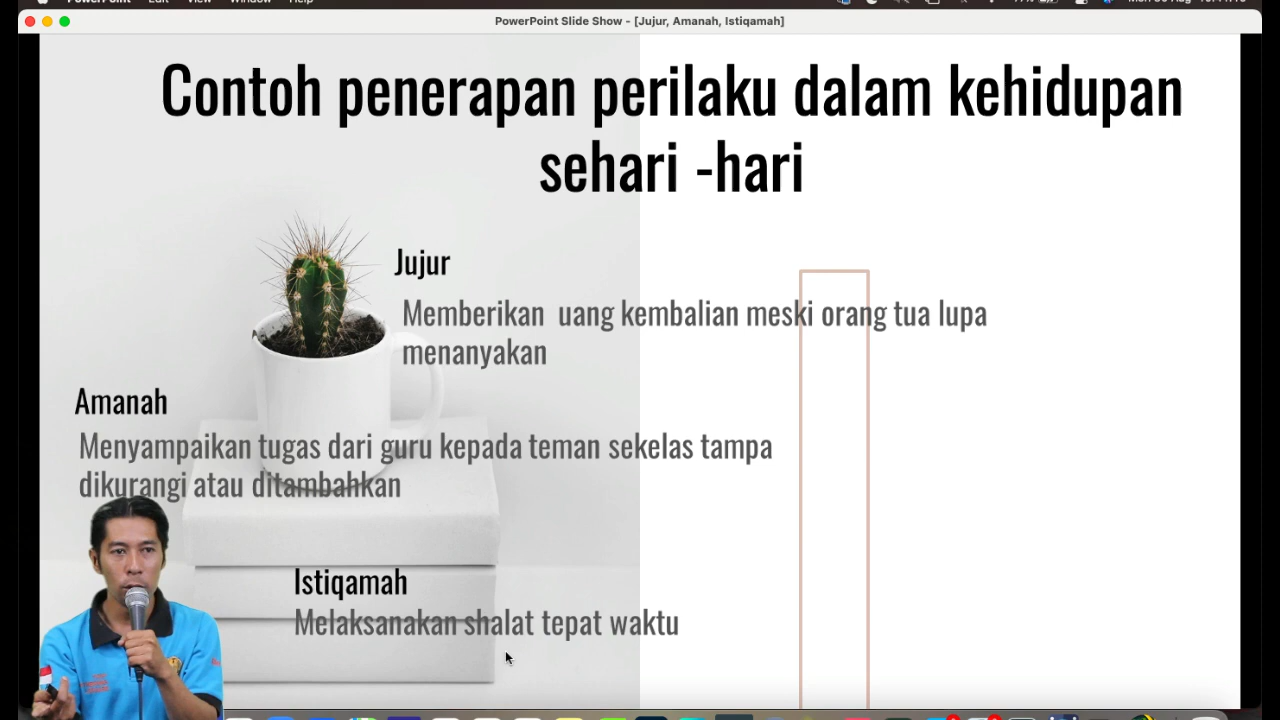 PowerPoint Slide Show - [Jujur, Amanah, Istiqamah]
Contoh penerapan perilaku dalam kehidupan
sehari -hari
Jujur
Memberikan uang kembalian meski orang tua lupa
menanyakan
Amanah
Menyampaikan tugas dari guru kepada teman sekelas tampa
dikurangi atau ditambahkan
Istiqamah
Melaksanakan shalat tepat waktu